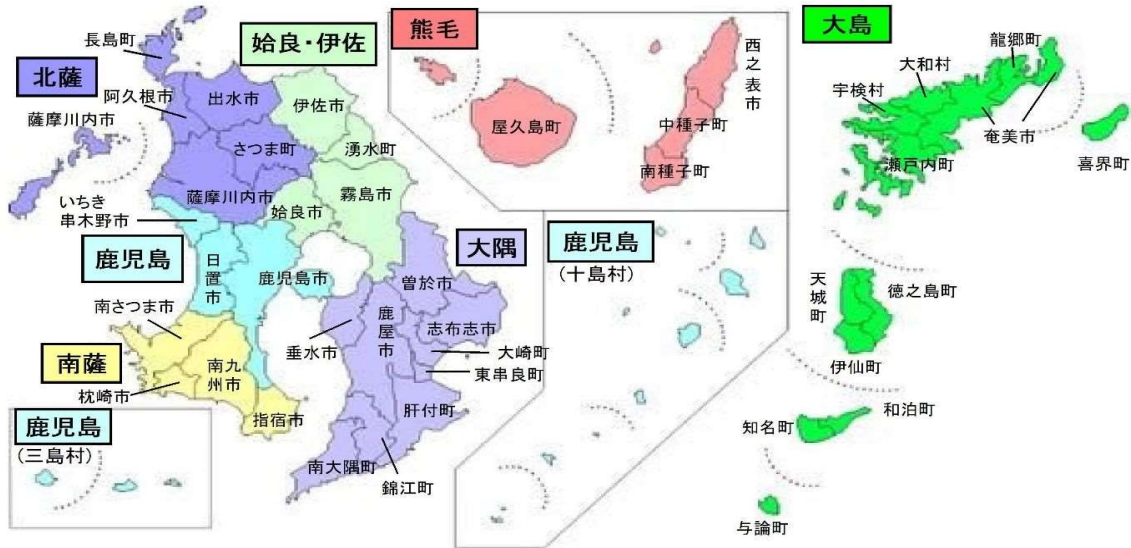 長島町
北薩
阿久根市
出水市
薩摩川内市
さつま町
薩摩川内市
いちき
串木野市
姶良・伊佐
伊佐市
湧水町
霧島市
姶良市
鹿児島
日置市
鹿児島市
南さつま市
南薩
南九
州市
枕崎市
指宿市
鹿児島
(三島村)
大隅
曽於市
鹿屋市
志布志市
垂水市
大崎町
東串良町
肝付町
南大隅町
錦江町
熊毛
西之表市
屋久島町
中種子町
南種子町
鹿児島
(十島村)
大島
龍郷町
大和村
宇検村
奄美市
瀬戸内町
喜界町
天城町
徳之島町
伊仙町
和泊町
知名町
与論町